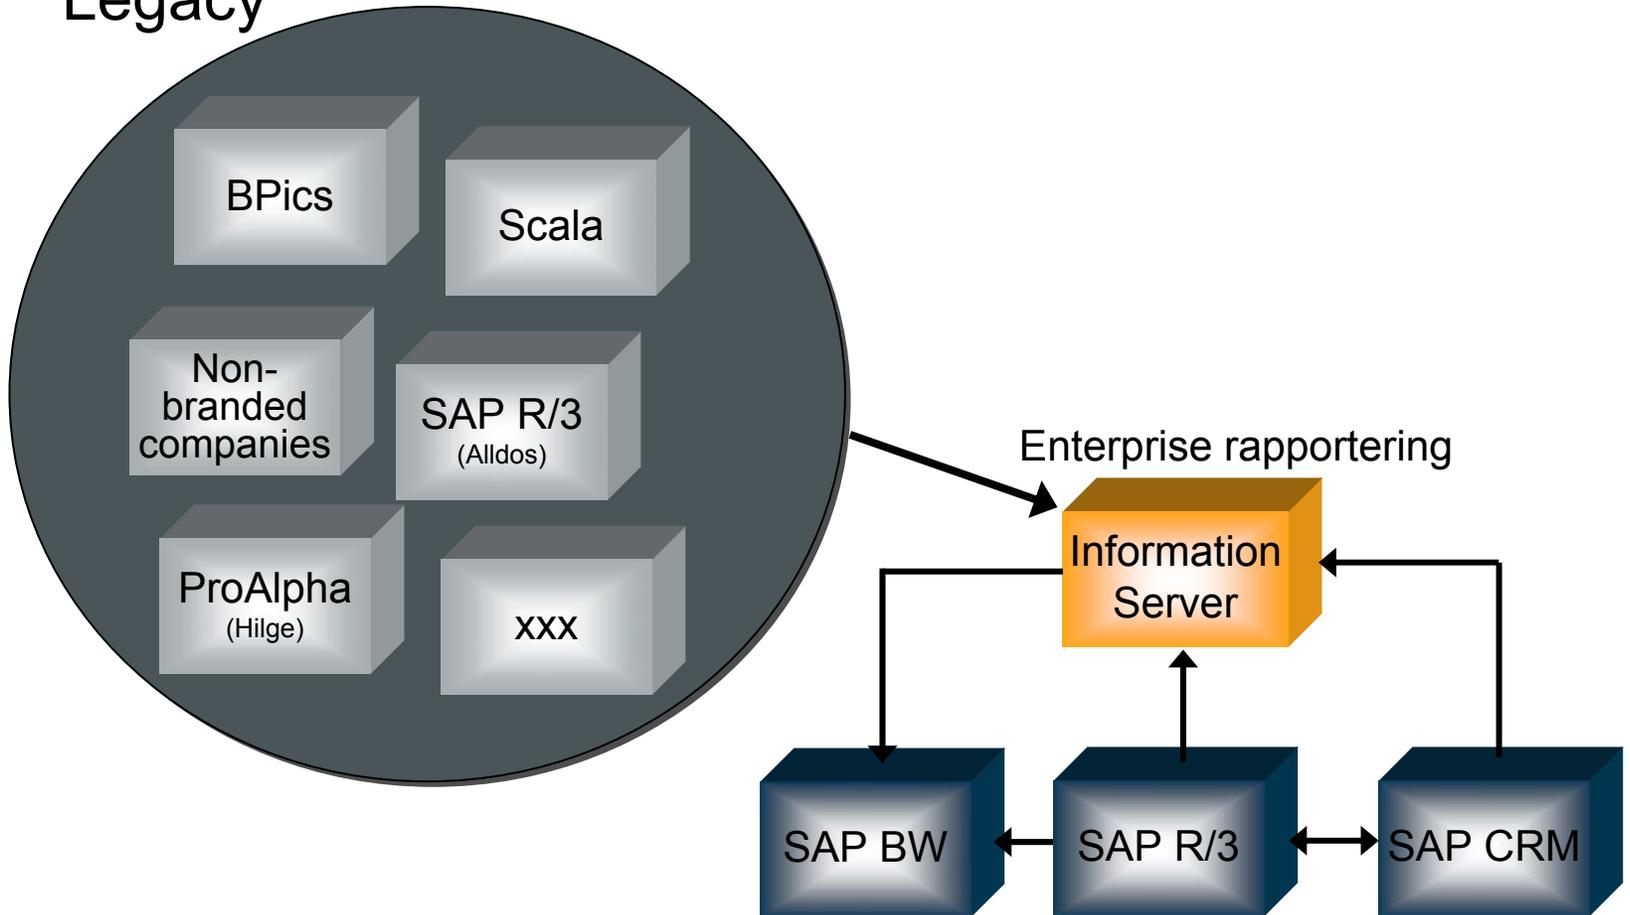 Legacy
BPics
Scala
Non-
branded
companies
SAP R/3
(Alldos)
ProAlpha
(Hilge)
xxx
Enterprise rapportering
Information
Server
SAP BW
SAP R/3
SAP CRM